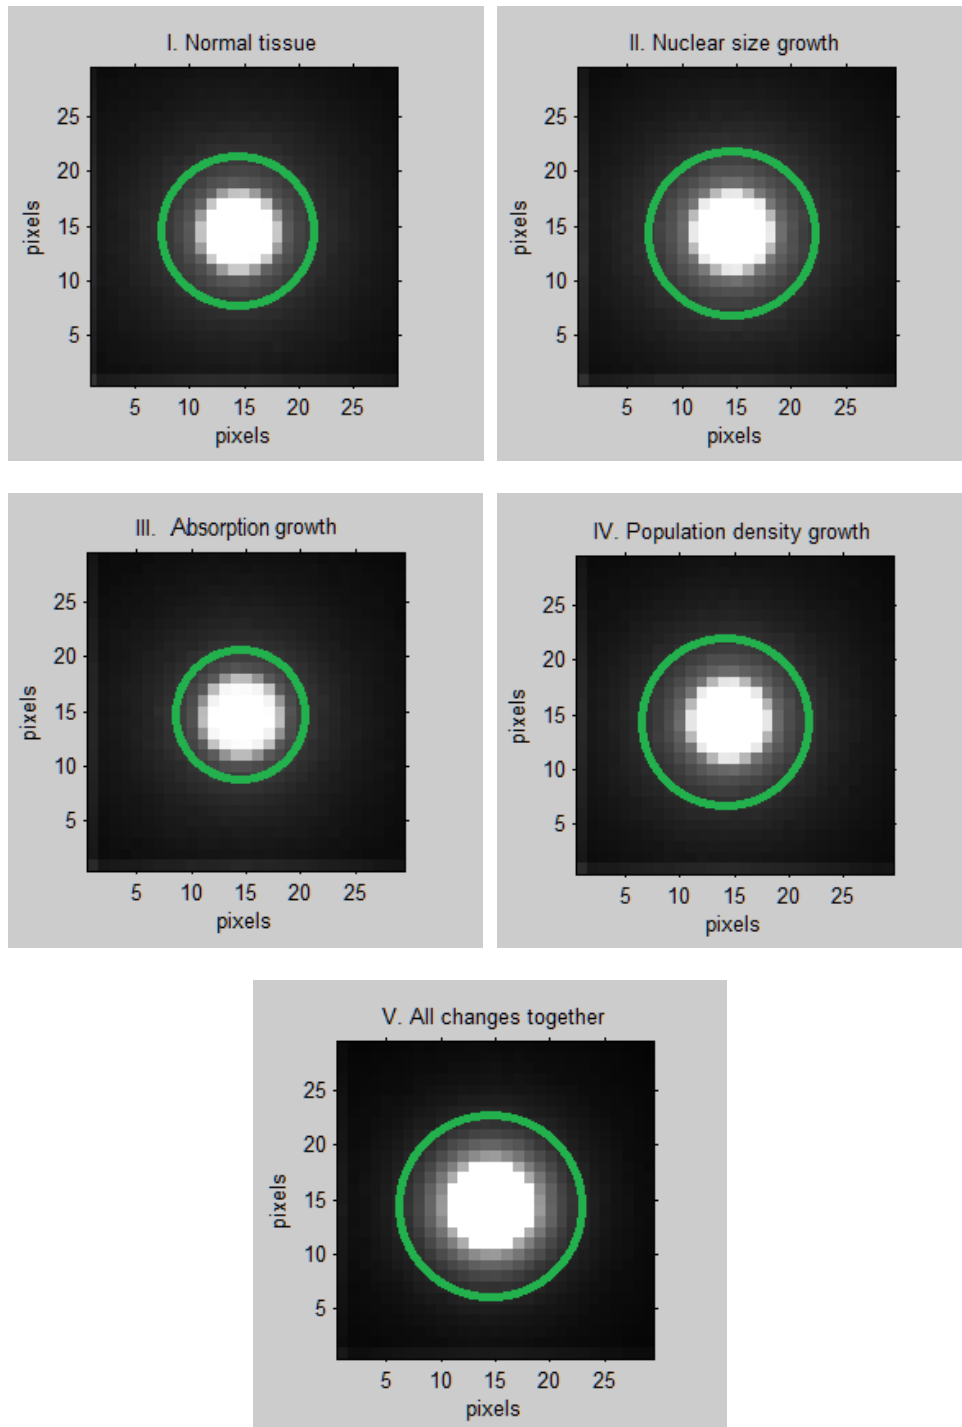 I. Normal tissue
25
20
15
10
5
pixels
5 10 15 20 25
pixels
II. Nuclear size growth
25
20
15
10
5
pixels
5 10 15 20 25
pixels
III. Absorption growth
25
20
15
10
5
pixels
5 10 15 20 25
pixels
IV. Population density growth
25
20
15
10
5
pixels
5 10 15 20 25
pixels
V. All changes together
25
20
15
10
5
pixels
5 10 15 20 25
pixels